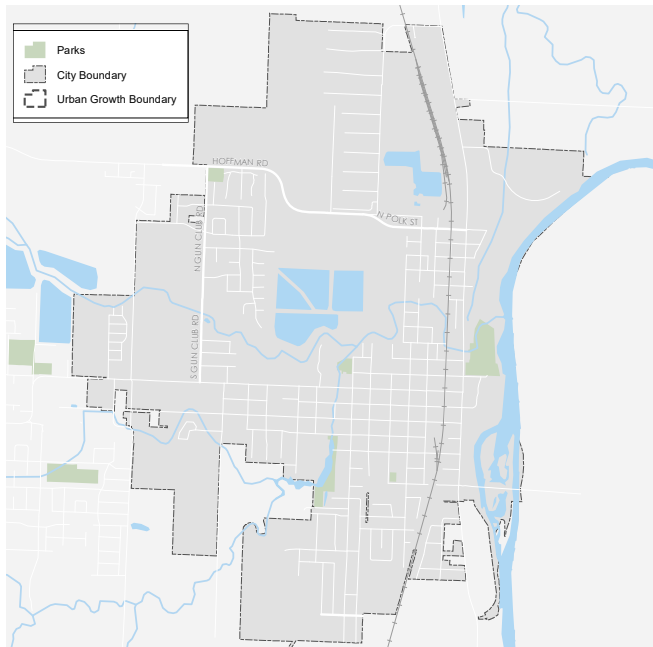 Parks
City Boundary
Urban Growth Boundary
HOFFMAN RD
N POLK ST
N GUN CLUB RD
S GUN CLUB RD